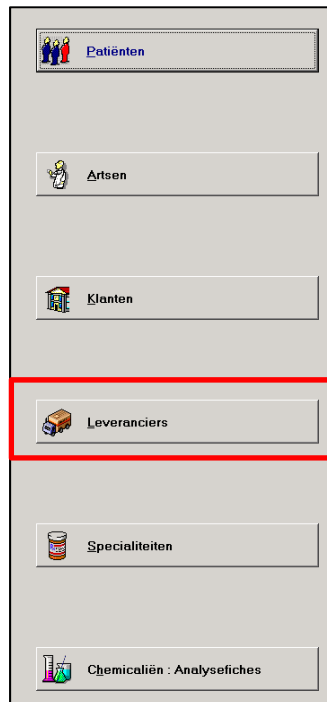 Patiënten
Artsen
Klanten
Leveranciers
Specialiteiten
Chemicaliën : Analysefiches